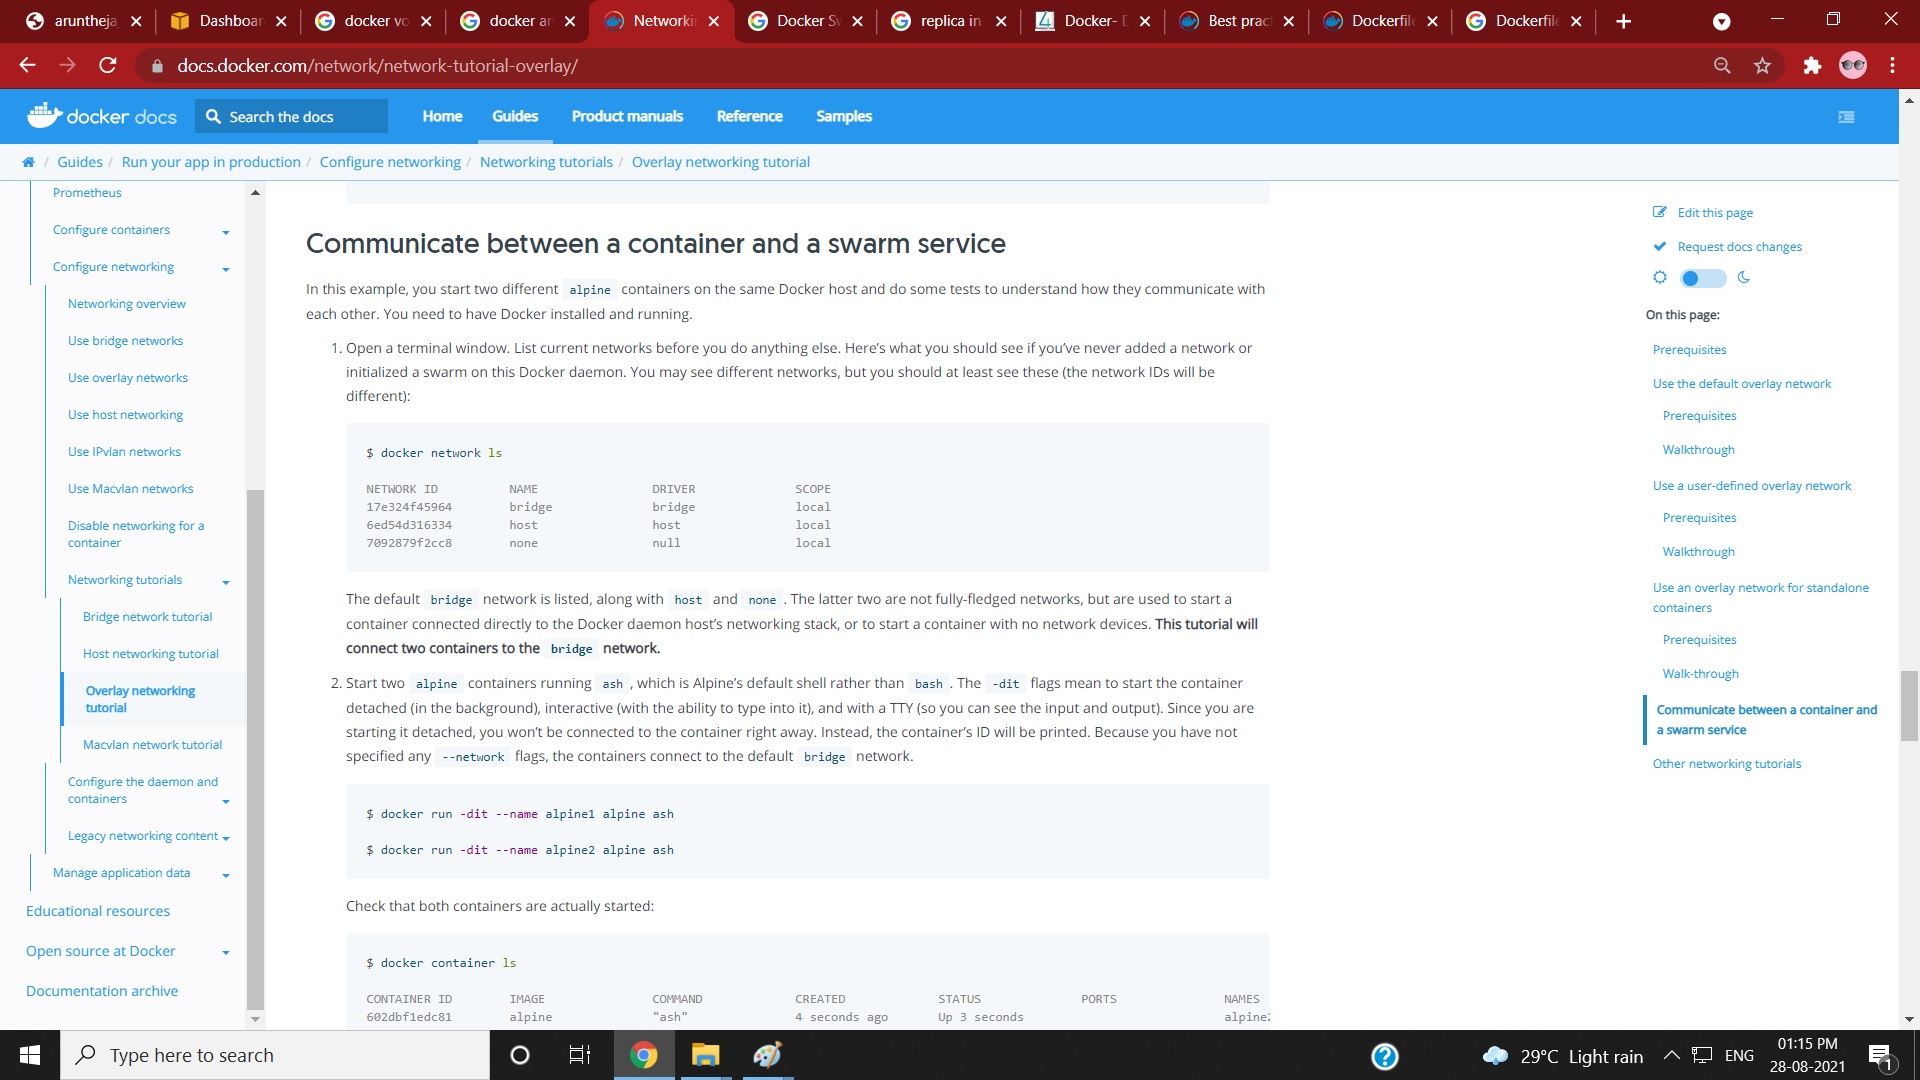 aruntheja
Dashboar
docker vo
docker an
Networki
Docker Sw
replica in
Docker- D
Best prac
Dockerfile
Dockerfile
docs.docker.com/network/network-tutorial-overlay/
docker docs
Search the docs
Home
Guides
Product manuals
Reference
Samples
Guides / Run your app in production / Configure networking / Networking tutorials / Overlay networking tutorial
Prometheus
Configure containers
Configure networking
Networking overview
Use bridge networks
Use overlay networks
Use host networking
Use IPvlan networks
Use Macvlan networks
Disable networking for a
container
Networking tutorials
Bridge network tutorial
Host networking tutorial
Overlay networking
tutorial
Macvlan network tutorial
Configure the daemon and
containers
Legacy networking content
Manage application data
Educational resources
Open source at Docker
Documentation archive
Communicate between a container and a swarm service
In this example, you start two different alpine containers on the same Docker host and do some tests to understand how they communicate with
each other. You need to have Docker installed and running.
1. Open a terminal window. List current networks before you do anything else. Here's what you should see if you've never added a network or
initialized a swarm on this Docker daemon. You may see different networks, but you should at least see these (the network IDs will be
different):
$ docker network ls
NETWORK ID NAME DRIVER SCOPE
17e324f45964 bridge bridge local
6ed54d316334 host host local
7092879f2cc8 none null local
The default bridge network is listed, along with host and none . The latter two are not fully-fledged networks, but are used to start a
container connected directly to the Docker daemon host's networking stack, or to start a container with no network devices. This tutorial will
connect two containers to the bridge network.
2. Start two alpine containers running ash , which is Alpine's default shell rather than bash . The -dit flags mean to start the container
detached (in the background), interactive (with the ability to type into it), and with a TTY (so you can see the input and output). Since you are
starting it detached, you won't be connected to the container right away. Instead, the container's ID will be printed. Because you have not
specified any --network flags, the containers connect to the default bridge network.
$ docker run -dit --name alpine1 alpine ash
$ docker run -dit --name alpine2 alpine ash
Check that both containers are actually started:
$ docker container ls
CONTAINER ID IMAGE COMMAND CREATED STATUS PORTS NAMES
602dbf1edc81 alpine "ash" 4 seconds ago Up 3 seconds alpine2
Edit this page
Request docs changes
On this page:
Prerequisites
Use the default overlay network
Prerequisites
Walkthrough
Use a user-defined overlay network
Prerequisites
Walkthrough
Use an overlay network for standalone
containers
Prerequisites
Walk-through
Communicate between a container and
a swarm service
Other networking tutorials
Type here to search
29°C Light rain
ENG
01:15 PM
28-08-2021
1